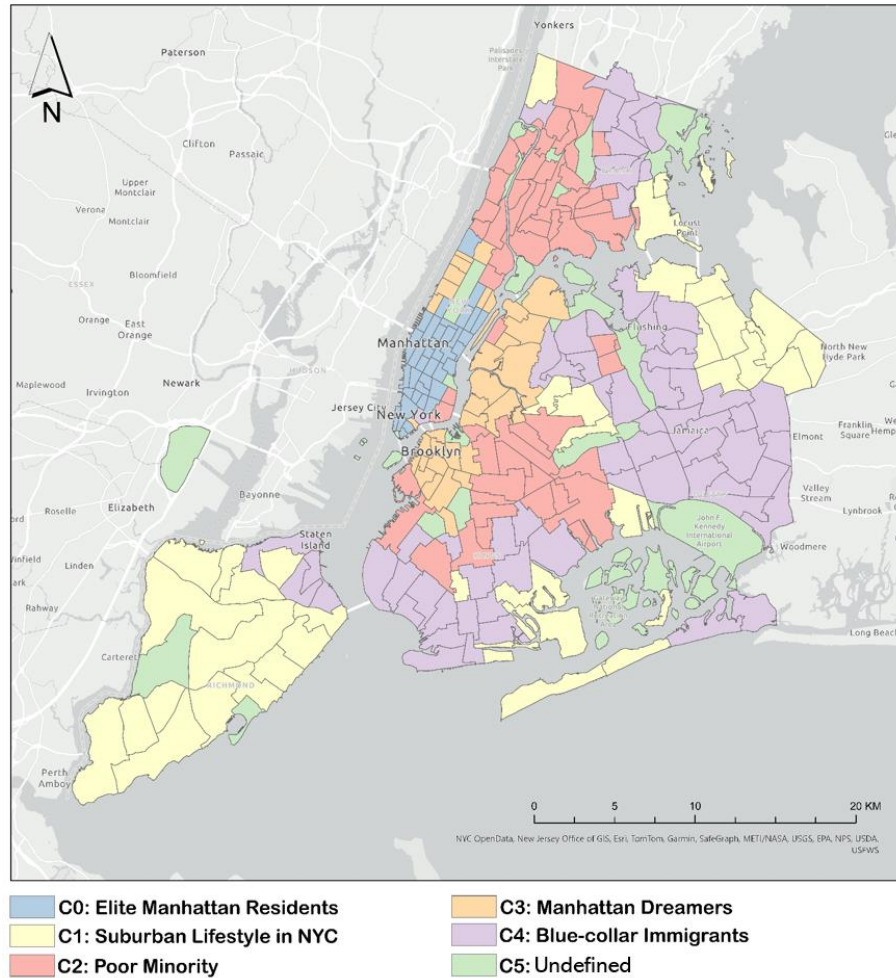 Yonkers
Paterson
Palisades
Interstate
Park
N
Clifton
Passaic
Upper
Montclair
Verona
Montclair
Locust
Point
ESSEX
Bloomfield
Orange
East
Orange
Flushing
Manhattan
North New
Hyde Park
HUDSON
Maplewood
Irvington
Newark
Jersey City
New York
Jamaica
Elmont
Franklin
Square
Brooklyn
Valley
Stream
Lynbrook
Roselle
Elizabeth
Bayonne
John F.
Kennedy
International
Airport
Woodmere
Staten
Island
Linden
Rahway
Long Beach
Carteret
RICHMOND
Perth
Amboy
0 5 10 20 KM
NYC OpenData, New Jersey Office of GIS, Esri, TomTom, Garmin, SafeGraph, METI/NASA, USGS, EPA, NPS, USDA,
USFWS
C0: Elite Manhattan Residents
C3: Manhattan Dreamers
C1: Suburban Lifestyle in NYC
C4: Blue-collar Immigrants
C2: Poor Minority
C5: Undefined